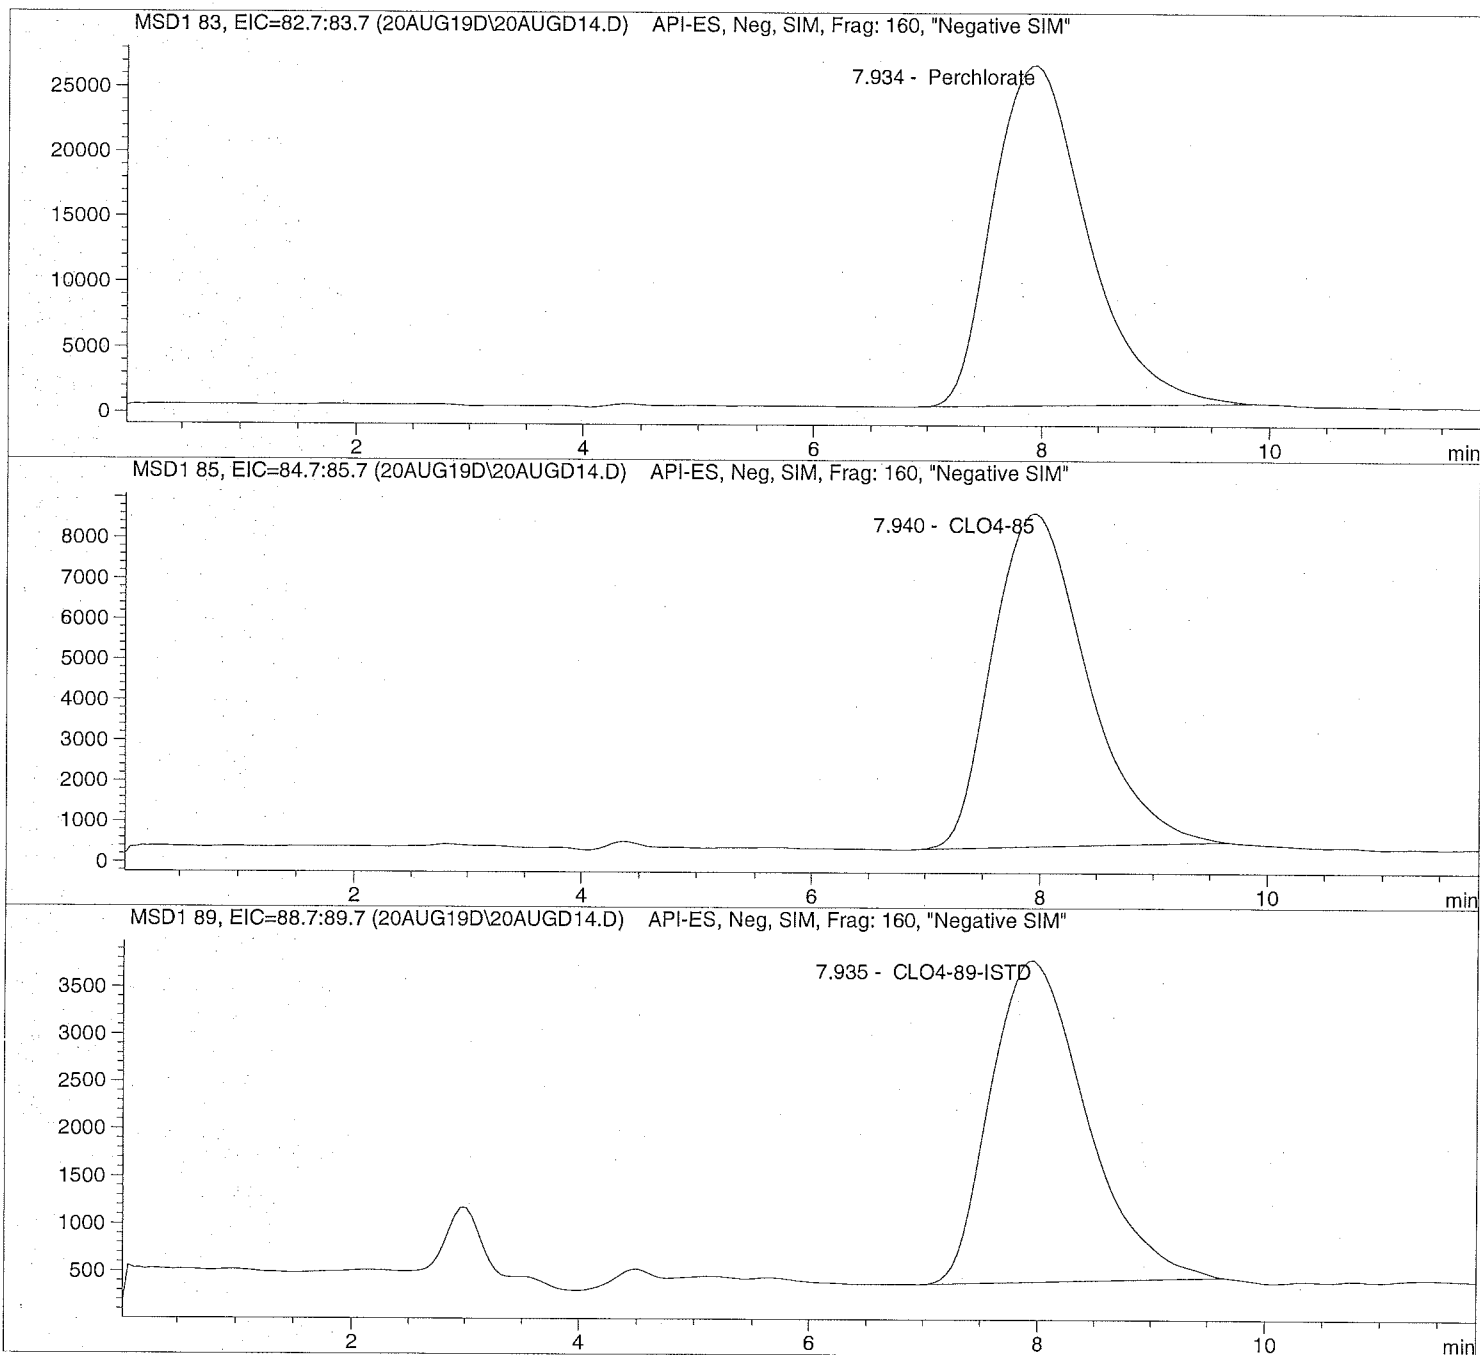 MSD1 83, EIC=82.7:83.7 (20AUG19D\20AUGD14.D)    API-ES, Neg, SIM, Frag: 160, "Negative SIM"
7.934 -  Perchlorate
25000
20000
15000
10000
5000
0
2 4 6 8 10 min
MSD1 85, EIC=84.7:85.7 (20AUG19D\20AUGD14.D)    API-ES, Neg, SIM, Frag: 160, "Negative SIM"
7.940 -  CLO4-85
8000
7000
6000
5000
4000
3000
2000
1000
0
2 4 6 8 10 min
MSD1 89, EIC=88.7:89.7 (20AUG19D\20AUGD14.D)    API-ES, Neg, SIM, Frag: 160, "Negative SIM"
7.935 -  CLO4-89-ISTD
3500
3000
2500
2000
1500
1000
500
2 4 6 8 10 min